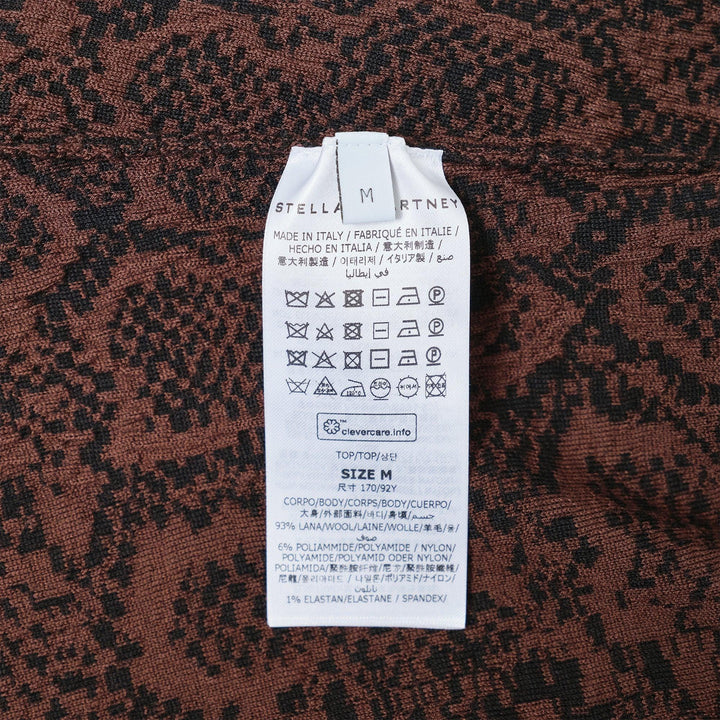 M
STELLA McCARTNEY
MADE IN ITALY / FABRIQUÉ EN ITALIE /
HECHO EN ITALIA / 意大利制造 /
意大利製造 / 이태리제 / イタリア製 / صنع
في إيطاليا
clevercare.info
TOP/TOP/상단
SIZE M
尺寸 170/92Y
CORPO/BODY/CORPS/BODY/CUERPO/
大身/外部面料/바디/身頃/جسم
93% LANA/WOOL/LAINE/WOLLE/羊毛/울/
صوف
6% POLIAMMIDE/POLYAMIDE / NYLON/
POLYAMIDE/POLYAMID ODER NYLON/
POLIAMIDA/聚酰胺纤维/尼龙/聚酰胺纖維/
尼龍/폴리아미드 / 나일론/ポリアミド/ナイロン/
نايلون
1% ELASTAN/ELASTANE / SPANDEX/